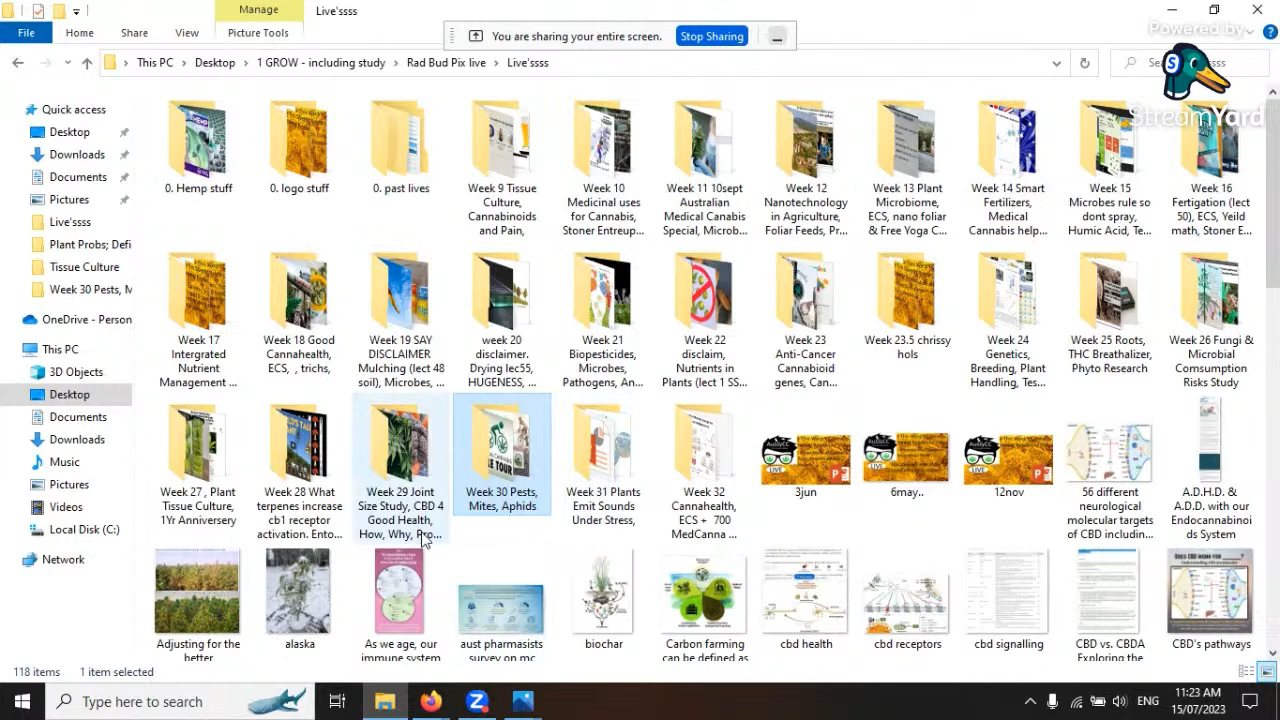 Manage
Live'ssss
File
Home
Share
View
Picture Tools
You are sharing your entire screen.
Stop Sharing
Powered by
StreamYard
This PC
Desktop
1 GROW - including study
Rad Bud Pix live
Live'ssss
Quick access
Desktop
Downloads
Documents
Pictures
Live'ssss
Plant Probs; Defi
Tissue Culture
Week 30 Pests, M
OneDrive - Person
This PC
3D Objects
Desktop
Documents
Downloads
Music
Pictures
Videos
Local Disk (C:)
Network
0. Hemp stuff
0. logo stuff
0. past lives
Week 9 Tissue
Culture,
Cannabinoids
and Pain,
Week 10
Medicinal uses
for Cannabis,
Stoner Entreup...
Week 11 10sept
Australian
Medical Canabis
Special, Microb...
Week 12
Nanotechnology
in Agriculture,
Foliar Feeds, Pr...
Week 13 Plant
Microbiome,
ECS, nano foliar
& Free Yoga C...
Week 14 Smart
Fertilizers,
Medical
Cannabis help...
Week 15
Microbes rule so
dont spray,
Humic Acid, Te...
Week 16
Fertigation (lect
50), ECS, Yeild
math, Stoner E...
Week 17
Intergrated
Nutrient
Management ...
Week 18 Good
Cannahealth,
ECS, , trichs,
Week 19 SAY
DISCLAIMER
Mulching (lect 48
soil), Microbes, ...
week 20
disclaimer.
Drying lec55,
HUGENESS, ...
Week 21
Biopesticides,
Microbes,
Pathogens, An...
Week 22
disclaim,
Nutrients in
Plants (lect 1 SS...
Week 23
Anti-Cancer
Cannabioid
genes, Can...
Week 23.5 chrissy
hols
Week 24
Genetics,
Breeding, Plant
Handling, Tes...
Week 25 Roots,
THC Breathalizer,
Phyto Research
Week 26 Fungi &
Microbial
Comsumption
Risks Study
Week 27 , Plant
Tissue Culture,
1Yr Anniversery
Week 28 What
terpenes increase
cb1 receptor
activation. Ento...
Week 29 Joint
Size Study, CBD 4
Good Health,
How, Why, Pro...
Week 30 Pests,
Mites, Aphids
Week 31 Plants
Emit Sounds
Under Stress,
Week 32
Cannahealth,
ECS + 700
MedCanna ...
3jun
6may..
12nov
56 different
neurological
molecular targets
of CBD includin...
A.D.H.D. &
A.D.D. with our
Endocannabinoi
ds System
Adjusting for the
better
alaska
As we age, our
immune system
aust pharmasists
survey on mc
biochar
Carbon farming
can be defined as
cbd health
cbd receptors
cbd signalling
CBD vs. CBDA
Exploring the
CBD's pathways
118 items
1 item selected
Type here to search
ENG
11:23 AM
15/07/2023